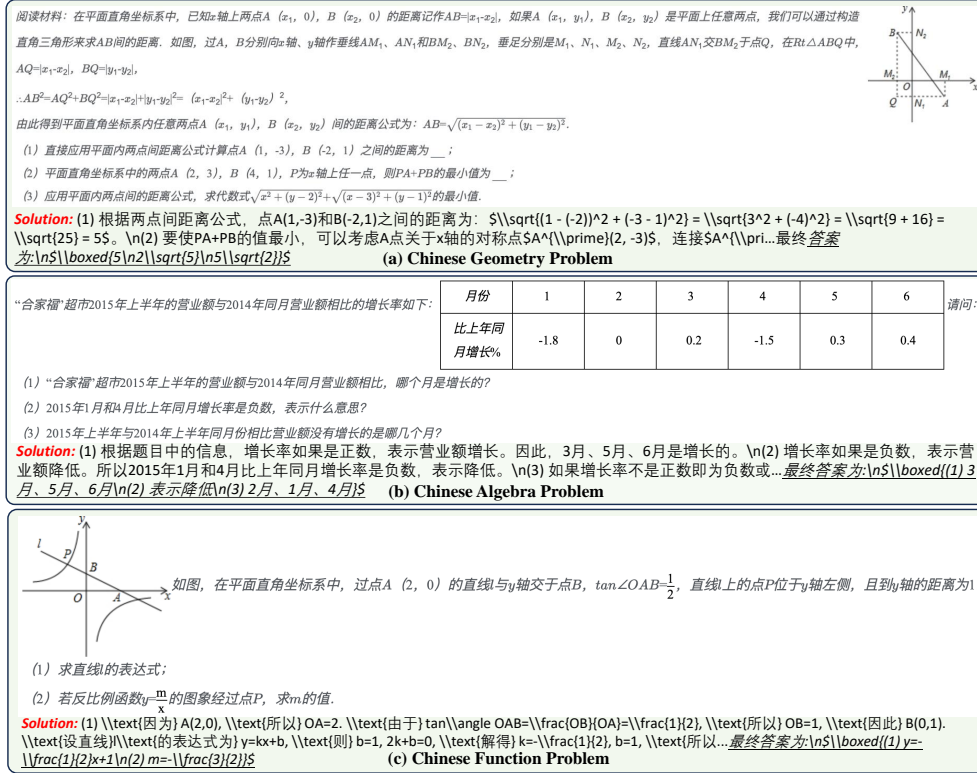 阅读材料：在平面直角坐标系中，已知x轴上两点A（x₁，0），B（x₂，0）的距离记作AB=|x₁-x₂|，如果A（x₁，y₁），B（x₂，y₂）是平面上任意两点，我们可以通过构造
直角三角形来求AB间的距离．如图，过A，B分别向x轴、y轴作垂线AM₁、AN₁和BM₂、BN₂，垂足分别是M₁、N₁、M₂、N₂，直线AN₁交BM₂于点Q，在Rt△ABQ中，
AQ=|x₁-x₂|，BQ=|y₁-y₂|，
∴AB²=AQ²+BQ²=|x₁-x₂|+|y₁-y₂|²=（x₁-x₂)²+（y₁-y₂）²，
由此得到平面直角坐标系内任意两点A（x₁，y₁），B（x₂，y₂）间的距离公式为：AB=√(x₁−x₂)²+(y₁−y₂)²．
（1）直接应用平面内两点间距离公式计算点A（1，-3），B（-2，1）之间的距离为__；
（2）平面直角坐标系中的两点A（2，3），B（4，1），P为x轴上任一点，则PA+PB的最小值为__；
（3）应用平面内两点间的距离公式，求代数式√x²+(y−2)²+√(x−3)²+(y−1)²的最小值．
y
B N₂
M₂ M₁
O x
Q N₁ A
Solution: (1) 根据两点间距离公式，点A(1,-3)和B(-2,1)之间的距离为：$\\sqrt{(1 - (-2))^2 + (-3 - 1)^2} = \\sqrt{3^2 + (-4)^2} = \\sqrt{9 + 16} =
\\sqrt{25} = 5$。\n(2) 要使PA+PB的值最小，可以考虑A点关于x轴的对称点$A^{\\prime}(2, -3)$，连接$A^{\\pri...最终答案
为:\n$\\boxed{5\n2\\sqrt{5}\n5\\sqrt{2}}$
(a) Chinese Geometry Problem
“合家福”超市2015年上半年的营业额与2014年同月营业额相比的增长率如下：
月份 1 2 3 4 5 6
比上年同
月增长% -1.8 0 0.2 -1.5 0.3 0.4
请问：
（1）“合家福”超市2015年上半年的营业额与2014年同月营业额相比，哪个月是增长的？
（2）2015年1月和4月比上年同月增长率是负数，表示什么意思？
（3）2015年上半年与2014年上半年同月份相比营业额没有增长的是哪几个月？
Solution: (1) 根据题目中的信息，增长率如果是正数，表示营业额增长。因此，3月、5月、6月是增长的。\n(2) 增长率如果是负数，表示营
业额降低。所以2015年1月和4月比上年同月增长率是负数，表示降低。\n(3) 如果增长率不是正数即为负数或...最终答案为:\n$\\boxed{(1) 3
月、5月、6月\n(2) 表示降低\n(3) 2月、1月、4月}$
(b) Chinese Algebra Problem
y
l
P
B
O A x
如图，在平面直角坐标系中，过点A（2，0）的直线l与y轴交于点B，tan∠OAB=1/2，直线l上的点P位于y轴左侧，且到y轴的距离为1
（1）求直线l的表达式；
（2）若反比例函数y=m/x的图象经过点P，求m的值．
Solution: (1) \\text{因为} A(2,0), \\text{所以} OA=2. \\text{由于} tan\\angle OAB=\\frac{OB}{OA}=\\frac{1}{2}, \\text{所以} OB=1, \\text{因此} B(0,1).
\\text{设直线}l\\text{的表达式为} y=kx+b, \\text{则} b=1, 2k+b=0, \\text{解得} k=-\\frac{1}{2}, b=1, \\text{所以...最终答案为:\n$\\boxed{(1) y=-
\\frac{1}{2}x+1\n(2) m=-\\frac{3}{2}}$
(c) Chinese Function Problem